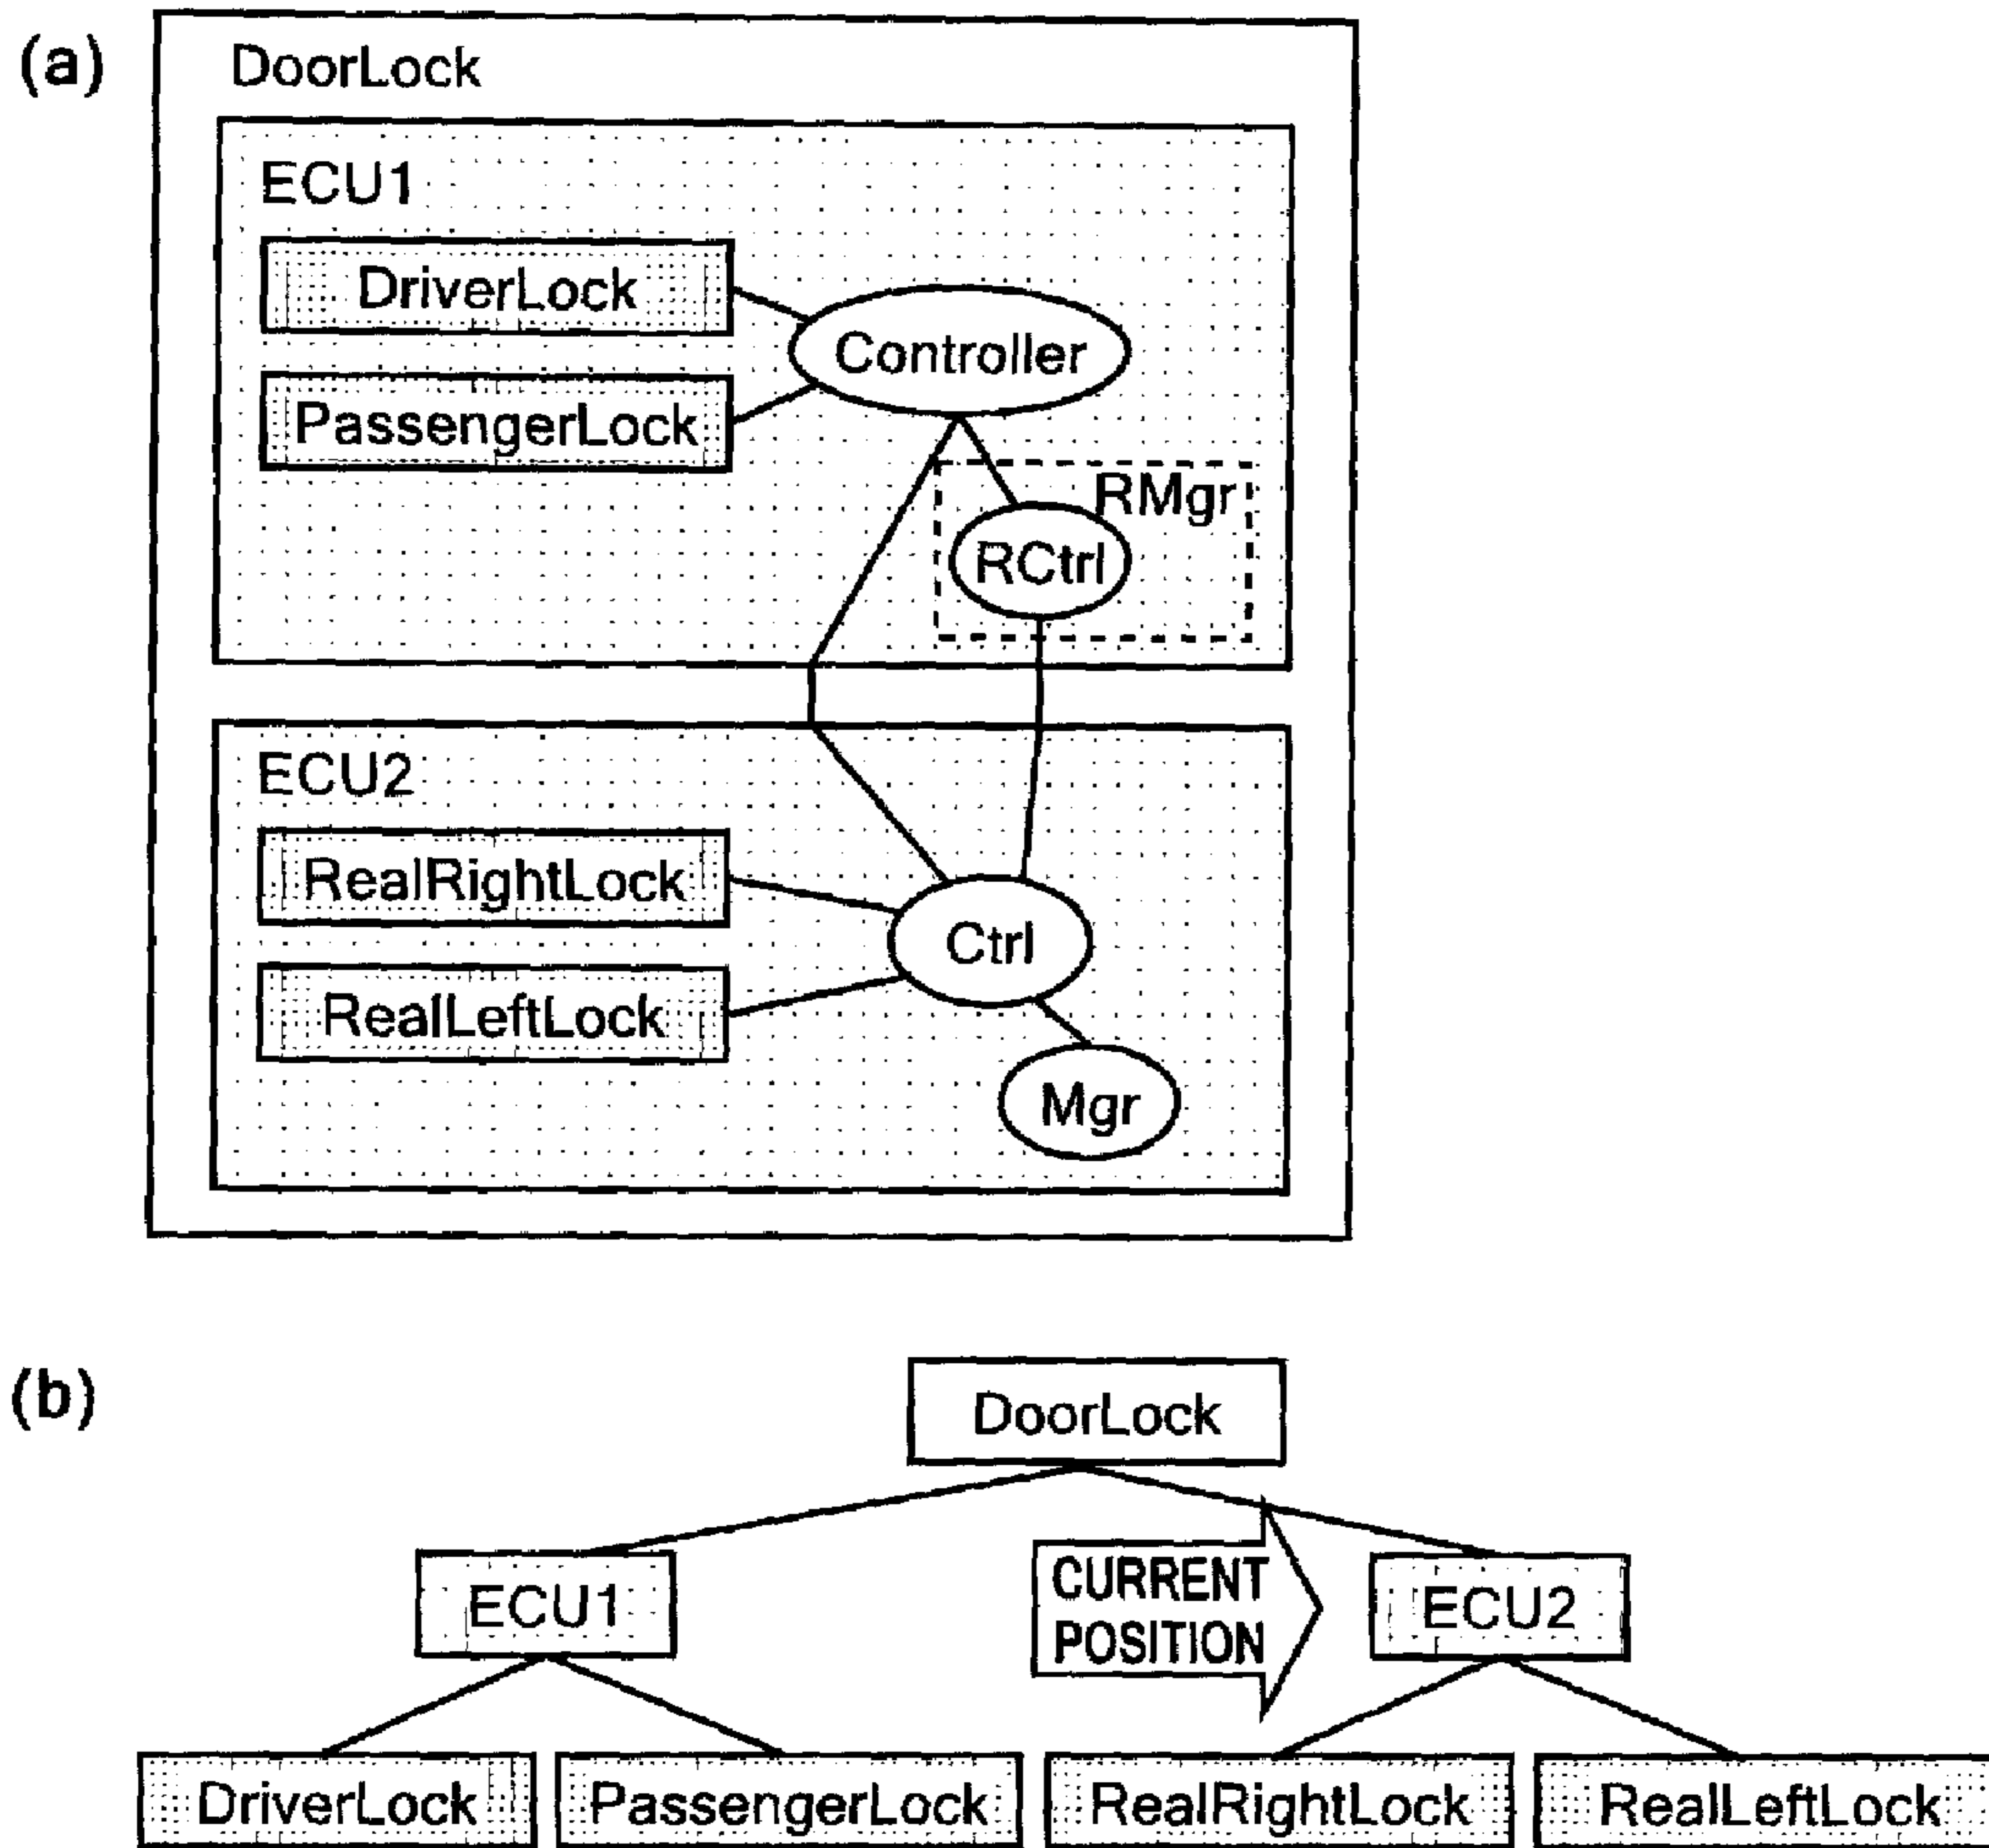 (a)
DoorLock
ECU1
DriverLock
Controller
PassengerLock
RMgr
RCtrl
ECU2
RealRightLock
Ctrl
RealLeftLock
Mgr
(b)
DoorLock
ECU1
CURRENT
POSITION
ECU2
DriverLock
PassengerLock
RealRightLock
RealLeftLock